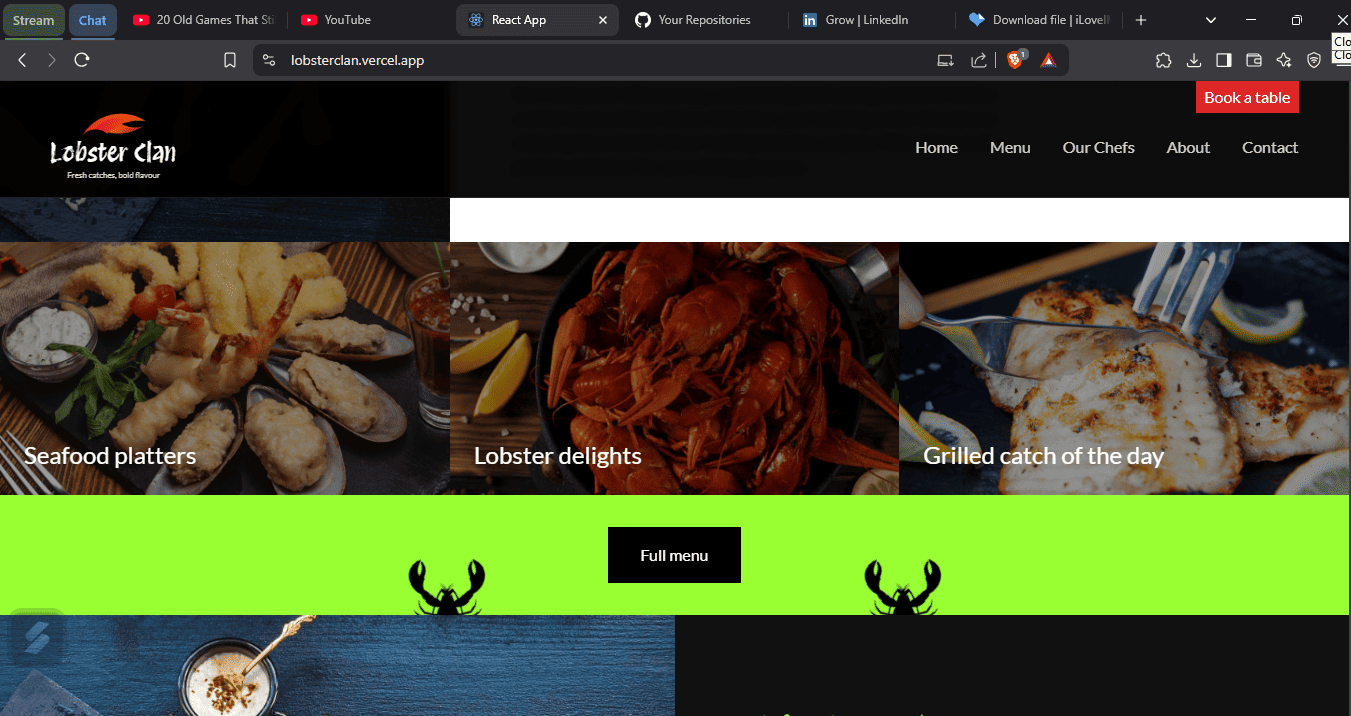 Stream
Chat
20 Old Games That Sti
YouTube
React App
Your Repositories
Grow | LinkedIn
Download file | iLoveI
lobsterclan.vercel.app
1
Clo
Clo
Book a table
Lobster Clan
Fresh catches, bold flavour
Home
Menu
Our Chefs
About
Contact
Seafood platters
Lobster delights
Grilled catch of the day
Full menu